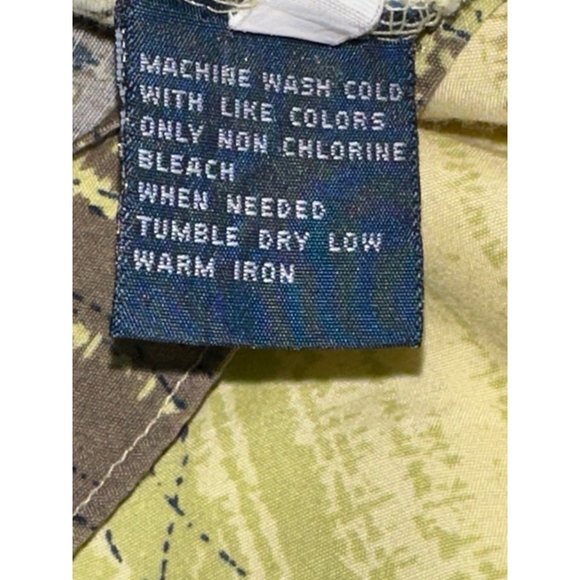 MACHINE WASH COLD
WITH LIKE COLORS
ONLY NON CHLORINE
BLEACH
WHEN NEEDED
TUMBLE DRY LOW
WARM IRON